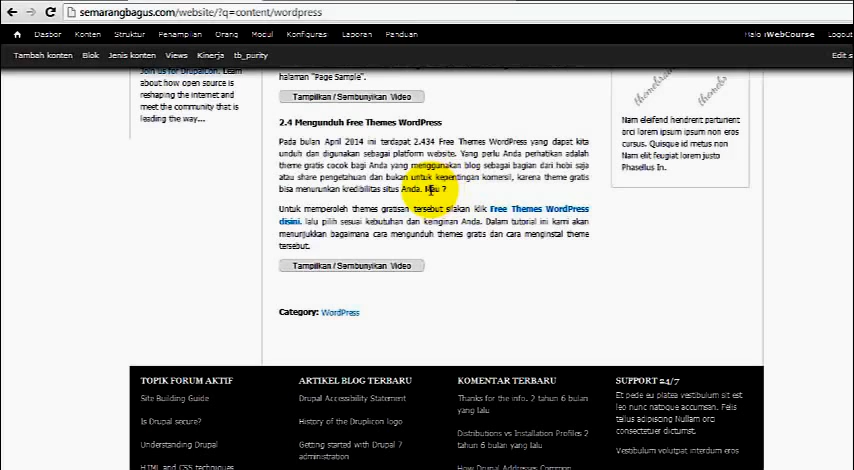 semarangbagus.com/website/?q=content/wordpress
Dasbor Konten Struktur Penampilan Orang Modul Konfiguras Laporan Panduan Halo iWebCourse Logout
Tambah konten Blok Jenis konten Views Kinerja tb_purity Edit s
Join us for DrupalCon. Learn
about how open source is
reshaping the internet and
meet the community that is
leading the way...
halaman "Page Sample".
Tampilkan / Sembunyikan Video
2.4 Mengunduh Free Themes WordPress
Pada bulan April 2014 ini terdapat 2.434 Free Themes WordPress yang dapat kita
unduh dan digunakan sebagai platform website. Yang perlu Anda perhatikan adalah
theme gratis cocok bagi Anda yang menggunakan blog sebagai bagian dari hobi saja
atau share pengetahuan dan bukan untuk kepentingan komersil, karena theme gratis
bisa menurunkan kredibilitas situs Anda. Mau ?
Untuk memperoleh themes gratisan tersebut silakan klik Free Themes WordPress
disini. lalu pilih sesuai kebutuhan dan keinginan Anda. Dalam tutorial ini kami akan
menunjukkan bagaimana cara mengunduh themes gratis dan cara menginstal theme
tersebut.
Tampilkan / Sembunyikan Video
Category: WordPress
Nam eleifend hendrerit parturient
orci lorem ipsum ipsum non eros
cursus. Quisque id metus non
Nam elit feugiat lorem justo
Phasellus In.
TOPIK FORUM AKTIF
Site Building Guide
Is Drupal secure?
Understanding Drupal
HTML and CSS techniques
ARTIKEL BLOG TERBARU
Drupal Accessibility Statement
History of the Druplicon logo
Getting started with Drupal 7
administration
KOMENTAR TERBARU
Thanks for the info. 2 tahun 6 bulan
yang lalu
Distributions vs Installation Profiles 2
tahun 6 bulan yang lalu
How Drupal Addresses Common
SUPPORT 24/7
Et pede eu platea vestibulum sit est
leo nunc natoque accumsan. Felis
tellus adipiscing Nullam orci
consectetuer dictumst.
Vestibulum volutpat interdum eros